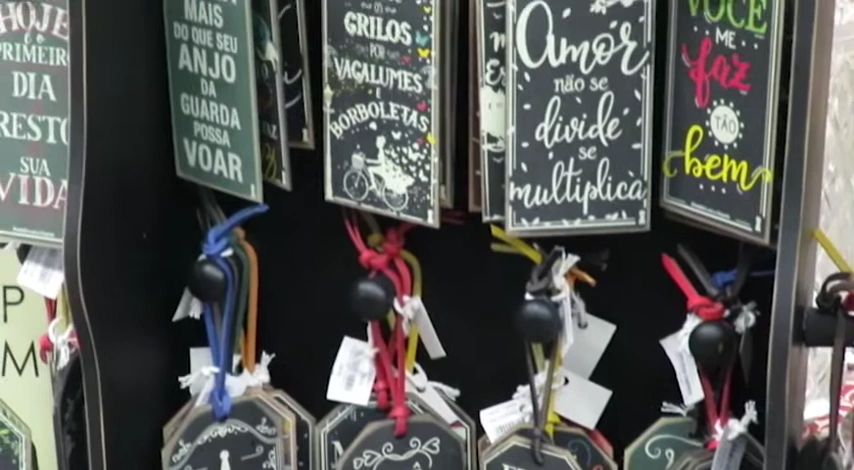 HOJE
é o
PRIMEIRO
DIA
RESTO
SUA
VIDA
MAIS
DO QUE SEU
ANJO
DA
GUARDA
POSSA
VOAR
OS
GRILOS
POR
VAGALUMES
E
BORBOLETAS
Amor
não se
divide
se
multiplica
VOCÊ
ME
faz
TÃO
bem
P
M